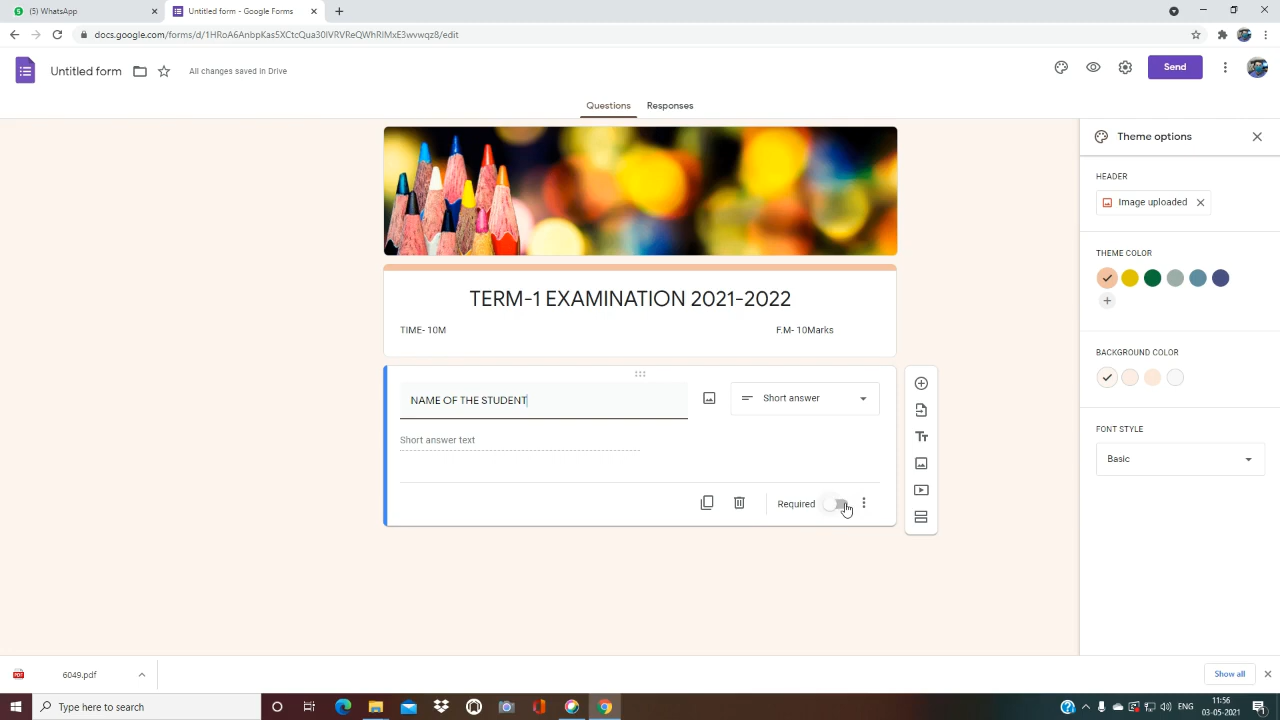 (5) WhatsApp
Untitled form - Google Forms
docs.google.com/forms/d/1HRoA6AnbpKas5XCtcQua30IVRVReQWhRIMxE3wvwqz8/edit
Untitled form
All changes saved in Drive
Send
Questions
Responses
Theme options
HEADER
Image uploaded
THEME COLOR
TERM-1 EXAMINATION 2021-2022
TIME- 10M
F.M- 10Marks
BACKGROUND COLOR
NAME OF THE STUDENT
Short answer
Short answer text
FONT STYLE
Basic
Required
6049.pdf
Show all
Type here to search
ENG
11:56
03-05-2021